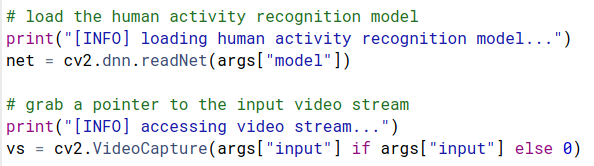 # load the human activity recognition model
print("[INFO] loading human activity recognition model...")
net = cv2.dnn.readNet(args["model"])
# grab a pointer to the input video stream
print("[INFO] accessing video stream...")
vs = cv2.VideoCapture(args["input"] if args["input"] else 0)